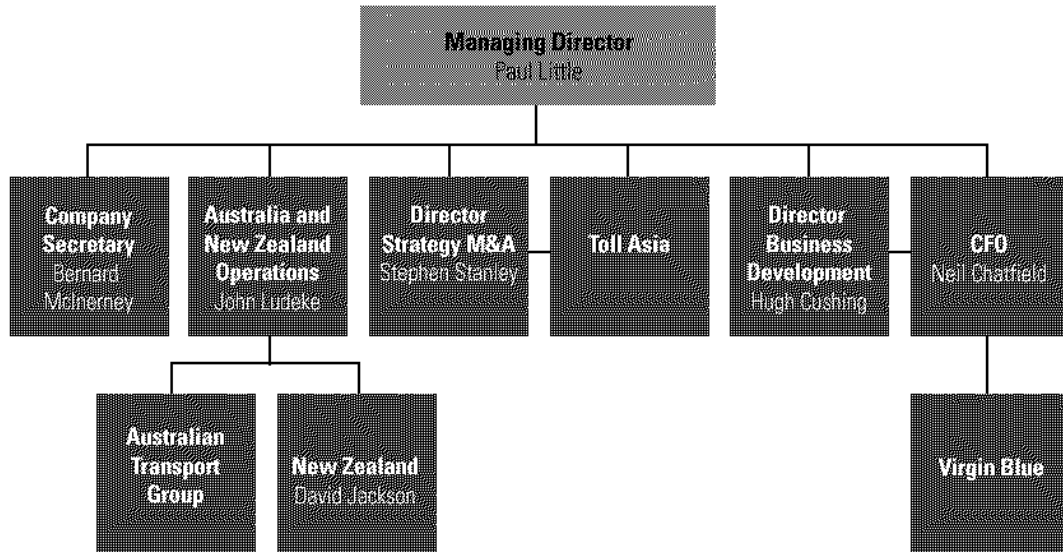 Managing Director
Paul Little
Company
Secretary
Bernard
McInerney
Australia and
New Zealand
Operations
John Ludeke
Director
Strategy M&A
Stephen Stanley
Toll Asia
Director
Business
Development
Hugh Cushing
CFO
Neil Chatfield
Australian
Transport
Group
New Zealand
David Jackson
Virgin Blue